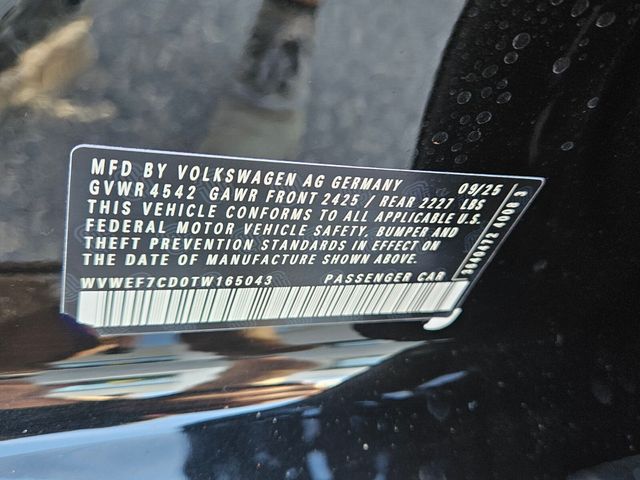 MFD BY VOLKSWAGEN AG GERMANY 09/25
GVWR 4542 GAWR FRONT 2425 / REAR 2227 LBS
THIS VEHICLE CONFORMS TO ALL APPLICABLE U.S.
FEDERAL MOTOR VEHICLE SAFETY, BUMPER AND
THEFT PREVENTION STANDARDS IN EFFECT ON
THE DATE OF MANUFACTURE SHOWN ABOVE.
WVWEF7CD0TW165043 PASSENGER CAR